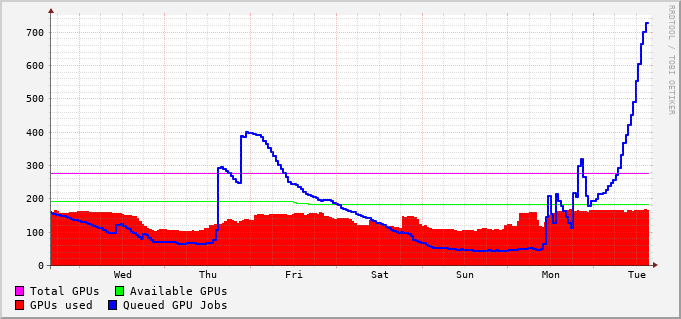 RRDTOOL / TOBI OETIKER
700
600
500
400
300
200
100
0
Wed Thu Fri Sat Sun Mon Tue
Total GPUs Available GPUs
GPUs used Queued GPU Jobs